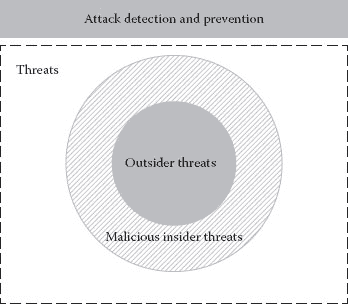 Attack detection and prevention
Threats
Outsider threats
Malicious insider threats